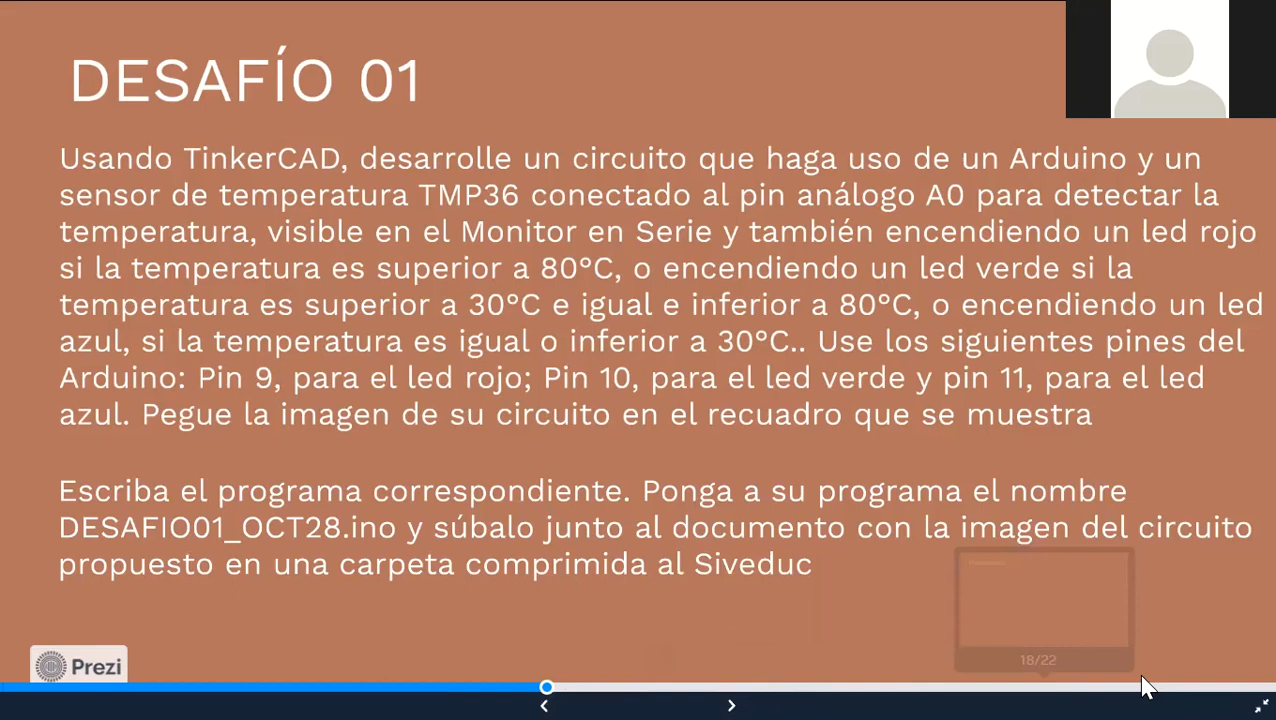 DESAFÍO 01
Usando TinkerCAD, desarrolle un circuito que haga uso de un Arduino y un
sensor de temperatura TMP36 conectado al pin análogo A0 para detectar la
temperatura, visible en el Monitor en Serie y también encendiendo un led rojo
si la temperatura es superior a 80°C, o encendiendo un led verde si la
temperatura es superior a 30°C e igual e inferior a 80°C, o encendiendo un led
azul, si la temperatura es igual o inferior a 30°C.. Use los siguientes pines del
Arduino: Pin 9, para el led rojo; Pin 10, para el led verde y pin 11, para el led
azul. Pegue la imagen de su circuito en el recuadro que se muestra
Escriba el programa correspondiente. Ponga a su programa el nombre
DESAFIO01_OCT28.ino y súbalo junto al documento con la imagen del circuito
propuesto en una carpeta comprimida al Siveduc
18/22
Prezi